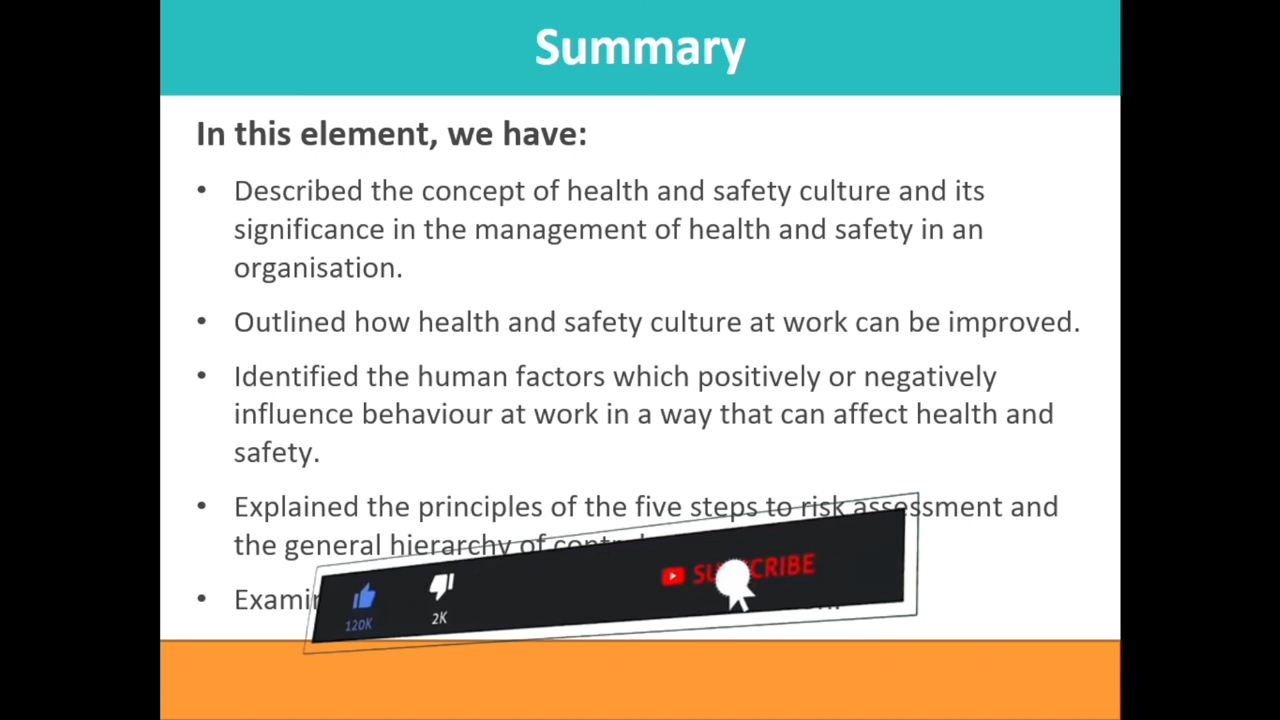 Summary
In this element, we have:
• Described the concept of health and safety culture and its
significance in the management of health and safety in an
organisation.
• Outlined how health and safety culture at work can be improved.
• Identified the human factors which positively or negatively
influence behaviour at work in a way that can affect health and
safety.
• Explained the principles of the five steps to risk assessment and
the general hierarchy of
•
120K
2K
SUBSCRIBE